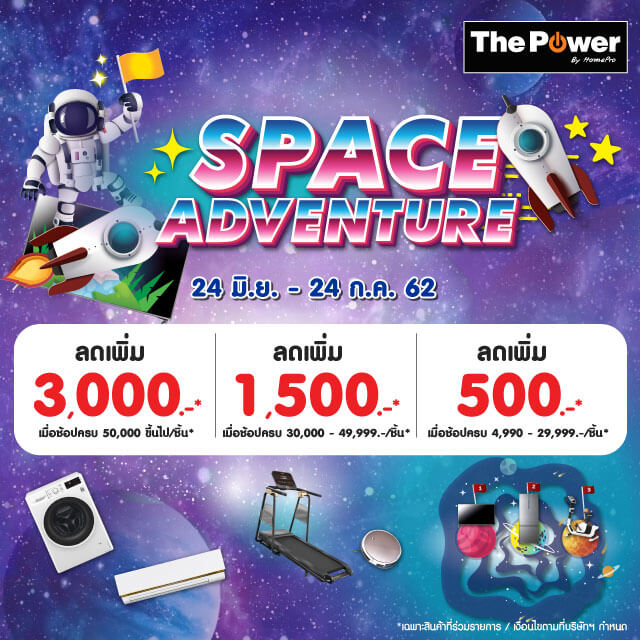 The Power
By HomePro
SPACE
ADVENTURE
24 มิ.ย. - 24 ก.ค. 62
ลดเพิ่ม
3,000.-*
เมื่อช้อปครบ 50,000 ขึ้นไป/ชิ้น*
ลดเพิ่ม
1,500.-*
เมื่อช้อปครบ 30,000 - 49,999.-/ชิ้น*
ลดเพิ่ม
500.-*
เมื่อช้อปครบ 4,990 - 29,999.-/ชิ้น*
1
2
3
*เฉพาะสินค้าที่ร่วมรายการ / เงื่อนไขตามที่บริษัทฯ กำหนด